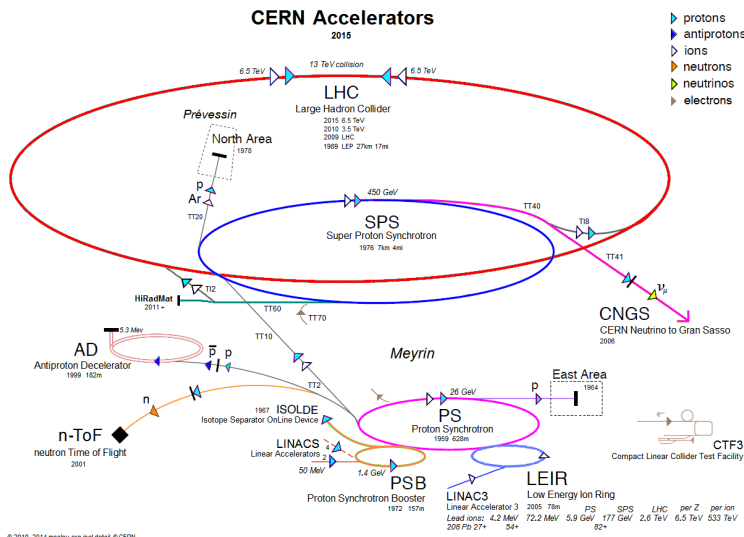 CERN Accelerators
2015
protons
antiprotons
ions
neutrons
neutrinos
electrons
6.5 TeV
13 TeV collision
6.5 TeV
LHC
Large Hadron Collider
2015 6.5 TeV
2010 3.5 TeV
2009 LHC
1989 LEP 27km 17mi
Prévessin
North Area
1978
p
Ar
TT20
450 GeV
TT40
SPS
Super Proton Synchrotron
1976 7km 4mi
TI8
TT41
TI2
HiRadMat
2011+
TT60
TT70
TT10
νμ
CNGS
CERN Neutrino to Gran Sasso
2006
5.3 Mev
AD
Antiproton Decelerator
1999 182m
p̅
p
Meyrin
East Area
1964
TT2
n
26 GeV
p
PS
Proton Synchrotron
1959 628m
1967
ISOLDE
Isotope Separator OnLine Device
n-ToF
neutron Time of Flight
2001
LINACS
Linear Accelerators
4
2
50 MeV
1.4 GeV
PSB
Proton Synchrotron Booster
1972 157m
e⁻
CTF3
Compact Linear Collider Test Facility
LEIR
Low Energy Ion Ring
2005 78m
LINAC3
Linear Accelerator 3
PS SPS LHC per Z per ion
Lead ions: 4.2 MeV 72.2 MeV 5.9 GeV 177 GeV 2.6 TeV 6.5 TeV 533 TeV
208 Pb 27+ 54+ 82+